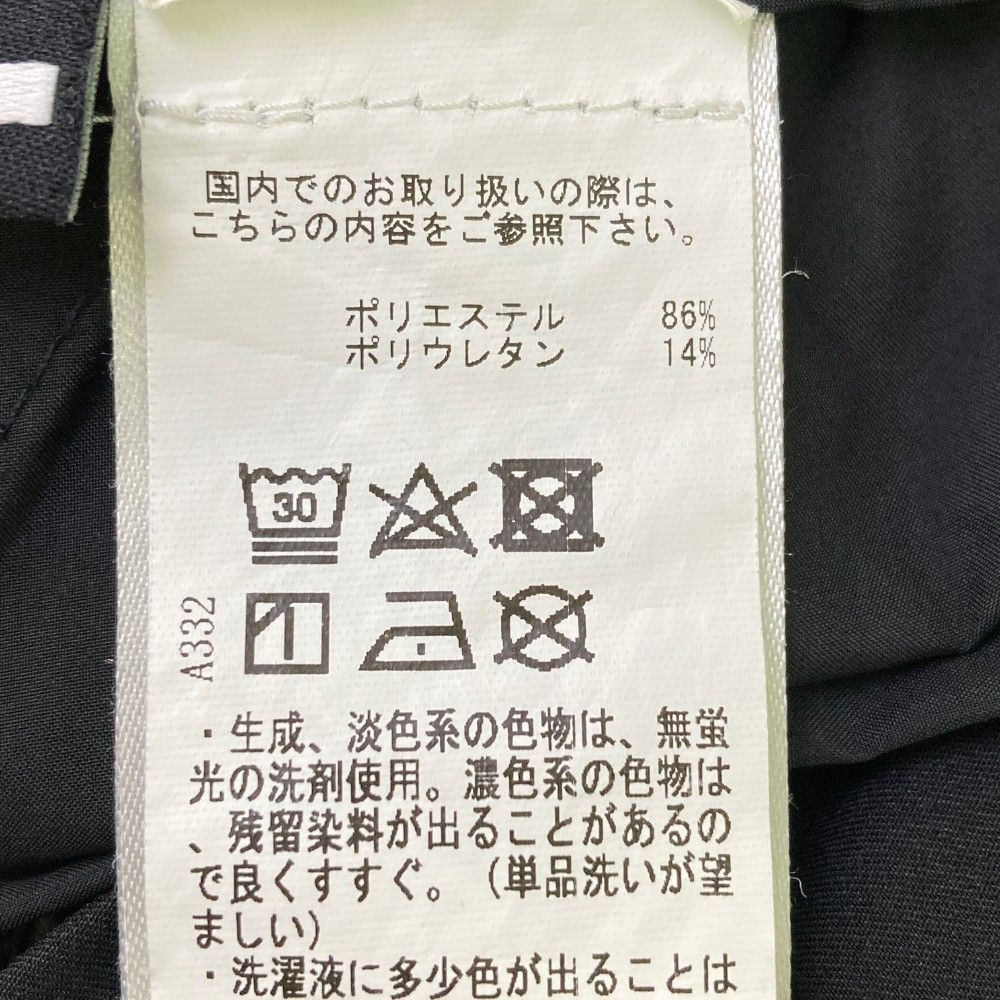 国内でのお取り扱いの際は、
こちらの内容をご参照下さい。
ポリエステル 86%
ポリウレタン 14%
30
A332
・生成、淡色系の色物は、無蛍
光の洗剤使用。濃色系の色物は
、残留染料が出ることがあるの
で良くすすぐ。（単品洗いが望
ましい）
・洗濯液に多少色が出ることは